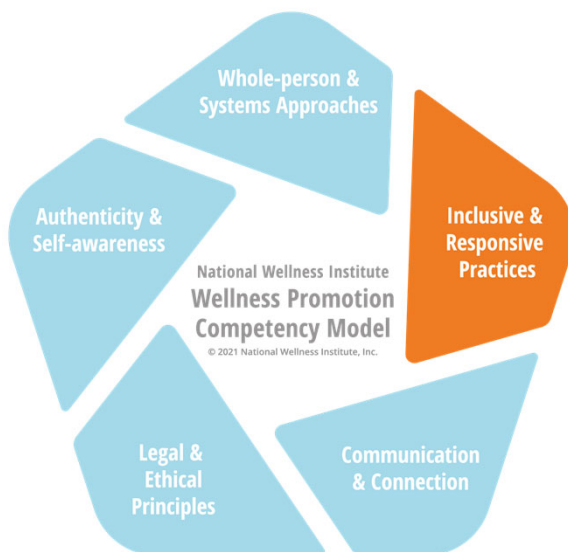 Whole-person &
Systems Approaches
Inclusive &
Responsive
Practices
Authenticity &
Self-awareness
National Wellness Institute
Wellness Promotion
Competency Model
© 2021 National Wellness Institute, Inc.
Legal &
Ethical
Principles
Communication
& Connection